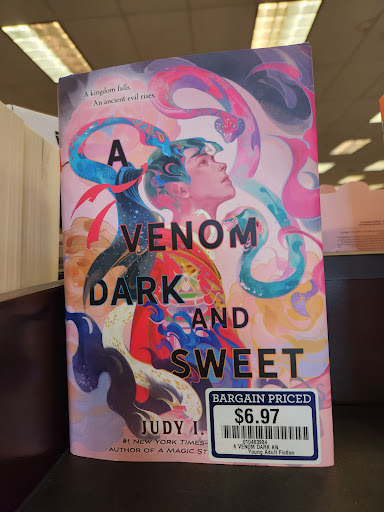 A kingdom falls.
An ancient evil rises.
A
VENOM
DARK
AND
SWEET
JUDY I.
#1 NEW YORK TIMES-
AUTHOR OF A MAGIC ST
BARGAIN PRICED
$6.97
A VENOM DARK AN
Young Adult Fiction